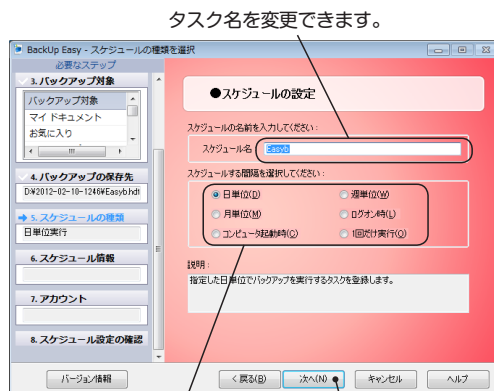 タスク名を変更できます。
BackUp Easy - スケジュールの種類を選択
必要なステップ
3. バックアップ対象
バックアップ対象
マイ ドキュメント
お気に入り
4. バックアップの保存先
D:¥2012-02-10-1246¥Easyb.hdt
5. スケジュールの種類
日単位実行
6. スケジュール情報
7. アカウント
8. スケジュール設定の確認
●スケジュールの設定
スケジュールの名前を入力してください:
スケジュール名 Easyb
スケジュールする間隔を選択してください:
日単位(D) 週単位(W)
月単位(M) ログオン時(L)
コンピュータ起動時(C) 1回だけ実行(O)
説明:
指定した日単位でバックアップを実行するタスクを登録します。
バージョン情報 < 戻る(B) 次へ(N) キャンセル ヘルプ